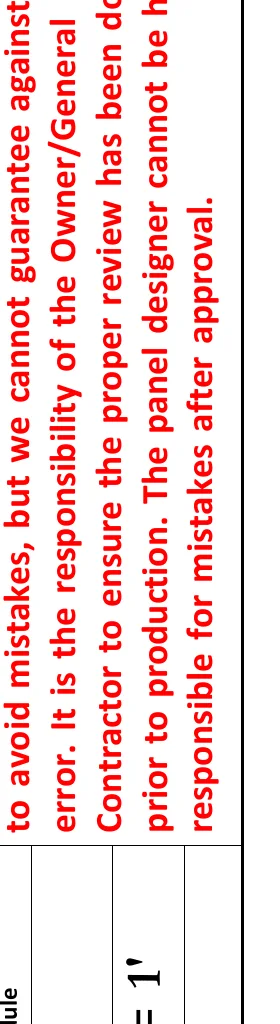 to avoid mistakes, but we cannot guarantee against
error. It is the responsibility of the Owner/General
Contractor to ensure the proper review has been
prior to production. The panel designer cannot be
responsible for mistakes after approval.
= 1'